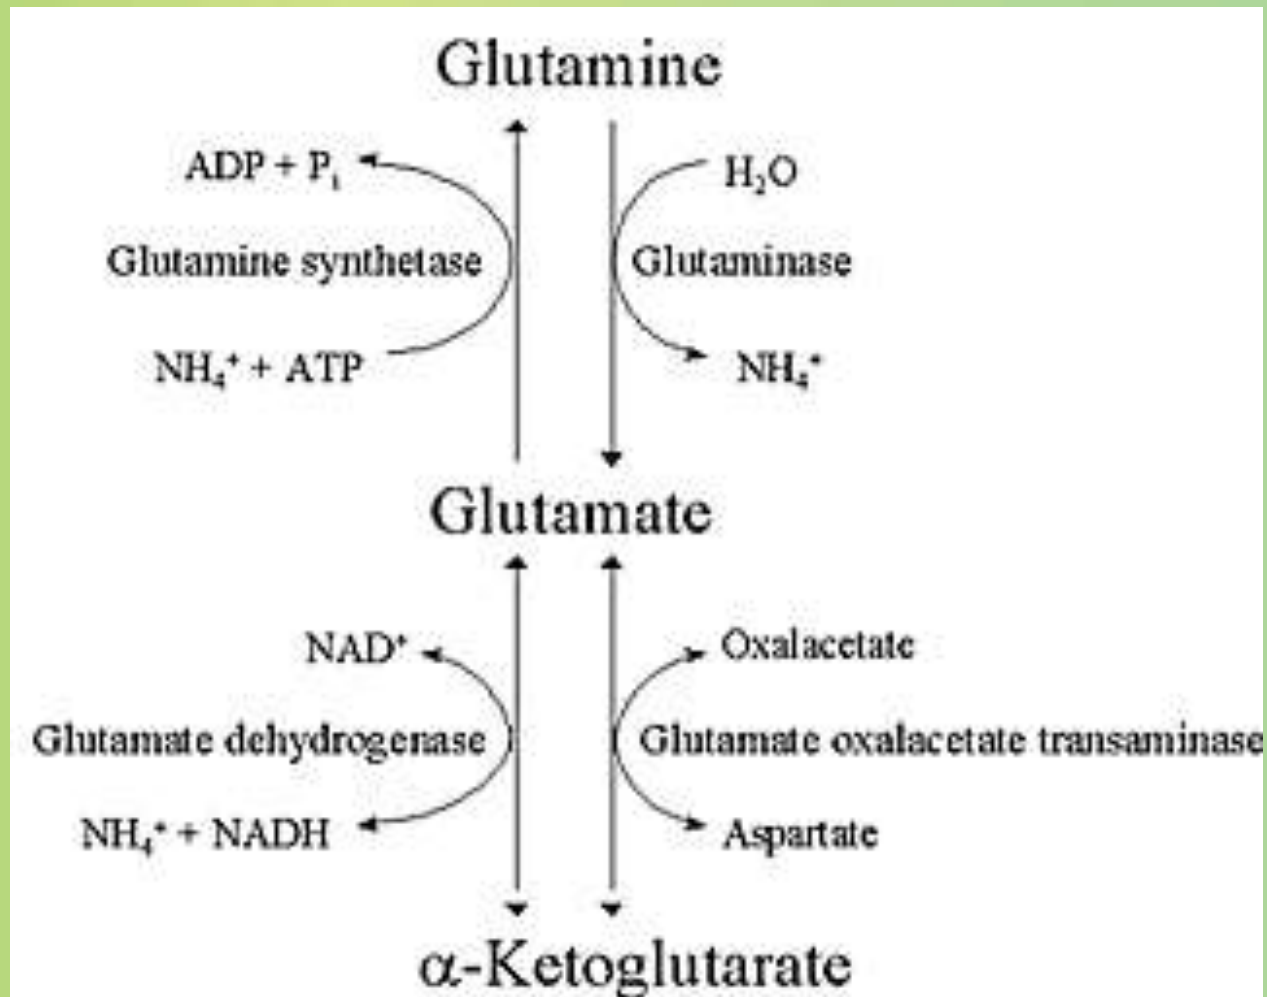 Glutamine
ADP + Pi
H₂O
Glutamine synthetase
Glutaminase
NH₄⁺ + ATP
NH₄⁺
Glutamate
NAD⁺
Oxalacetate
Glutamate dehydrogenase
Glutamate oxalacetate transaminase
NH₄⁺ + NADH
Aspartate
α-Ketoglutarate